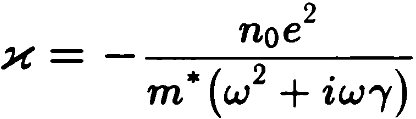 ϰ = − n₀e² / m*(ω² + iωγ)